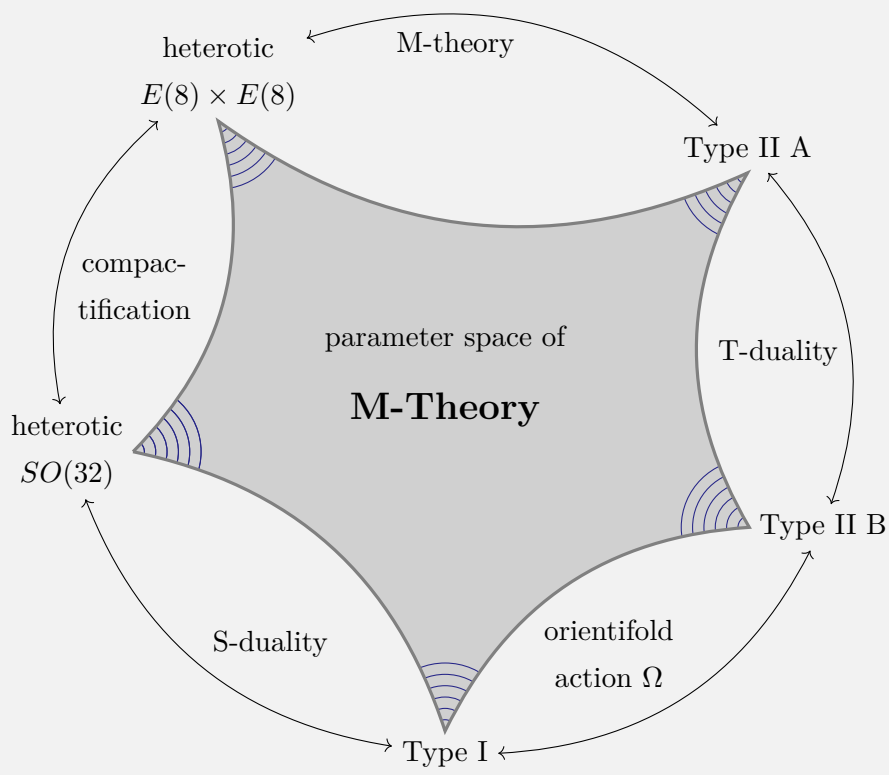 heterotic
E(8) × E(8)
M-theory
Type II A
compac-
tification
parameter space of
M-Theory
T-duality
heterotic
SO(32)
Type II B
S-duality
orientifold
action Ω
Type I